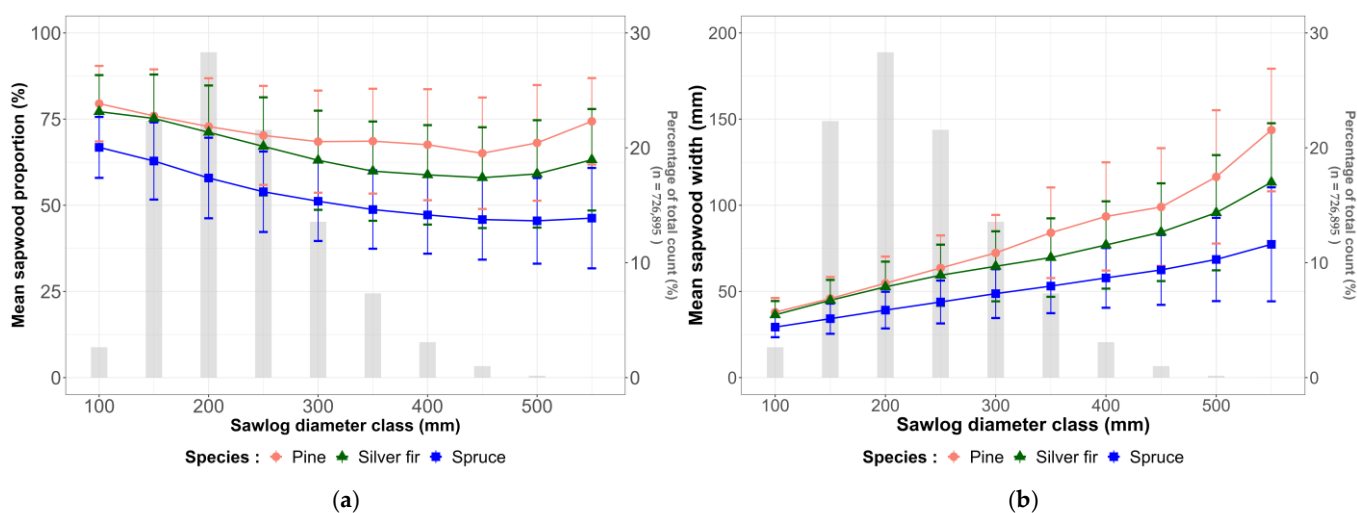 100
75
50
25
0
Mean sapwood proportion (%)
30
20
10
0
Percentage of total count (%)
(n = 726,895 )
100 200 300 400 500
Sawlog diameter class (mm)
Species : Pine Silver fir Spruce
(a)
200
150
100
50
0
Mean sapwood width (mm)
30
20
10
0
Percentage of total count (%)
(n = 726,895 )
100 200 300 400 500
Sawlog diameter class (mm)
Species : Pine Silver fir Spruce
(b)